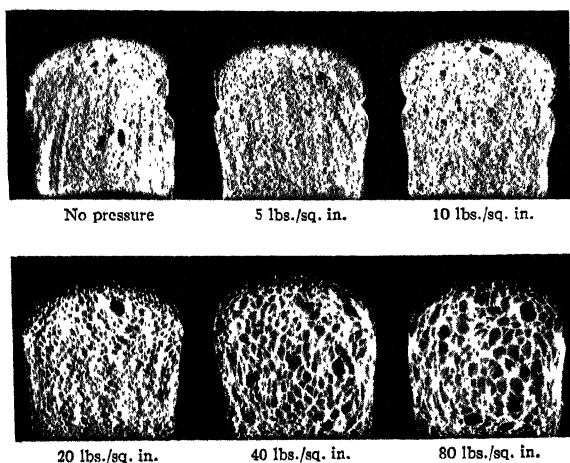 No pressure
5 lbs./sq. in.
10 lbs./sq. in.
20 lbs./sq. in.
40 lbs./sq. in.
80 lbs./sq. in.